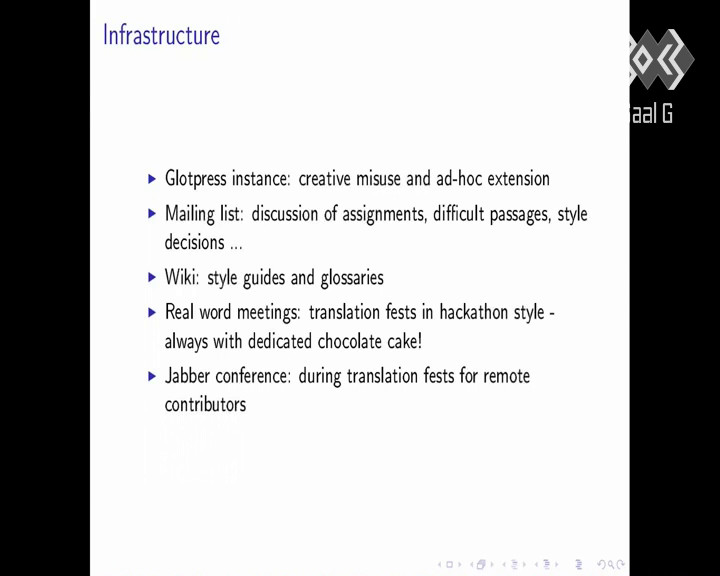 Infrastructure
Glotpress instance: creative misuse and ad-hoc extension
Mailing list: discussion of assignments, difficult passages, style
decisions ...
Wiki: style guides and glossaries
Real word meetings: translation fests in hackathon style -
always with dedicated chocolate cake!
Jabber conference: during translation fests for remote
contributors
aal G